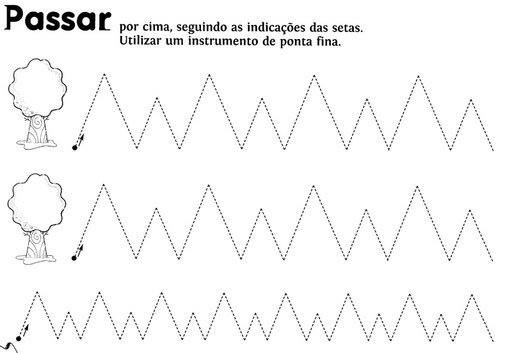 Passar
por cima, seguindo as indicações das setas.
Utilizar um instrumento de ponta fina.